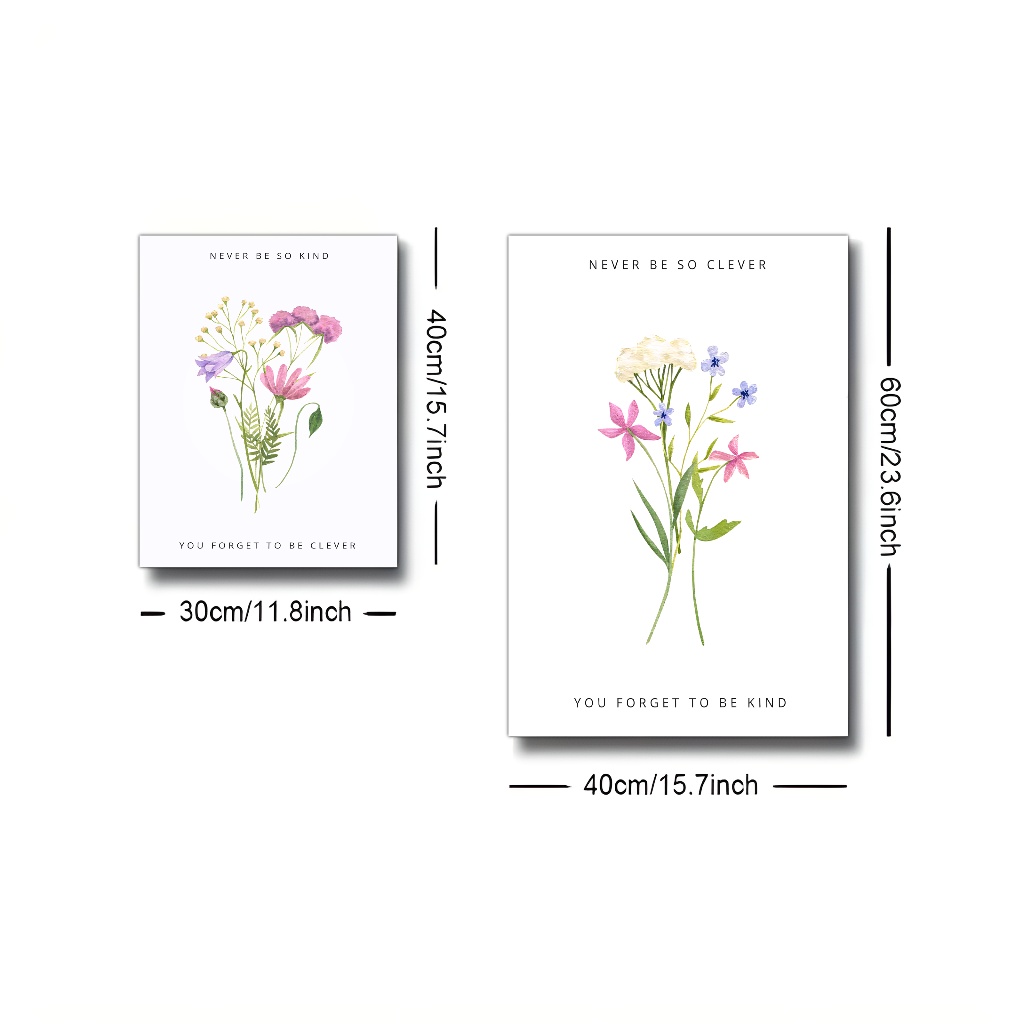 NEVER BE SO KIND
YOU FORGET TO BE CLEVER
40cm/15.7inch
30cm/11.8inch
NEVER BE SO CLEVER
YOU FORGET TO BE KIND
60cm/23.6inch
40cm/15.7inch